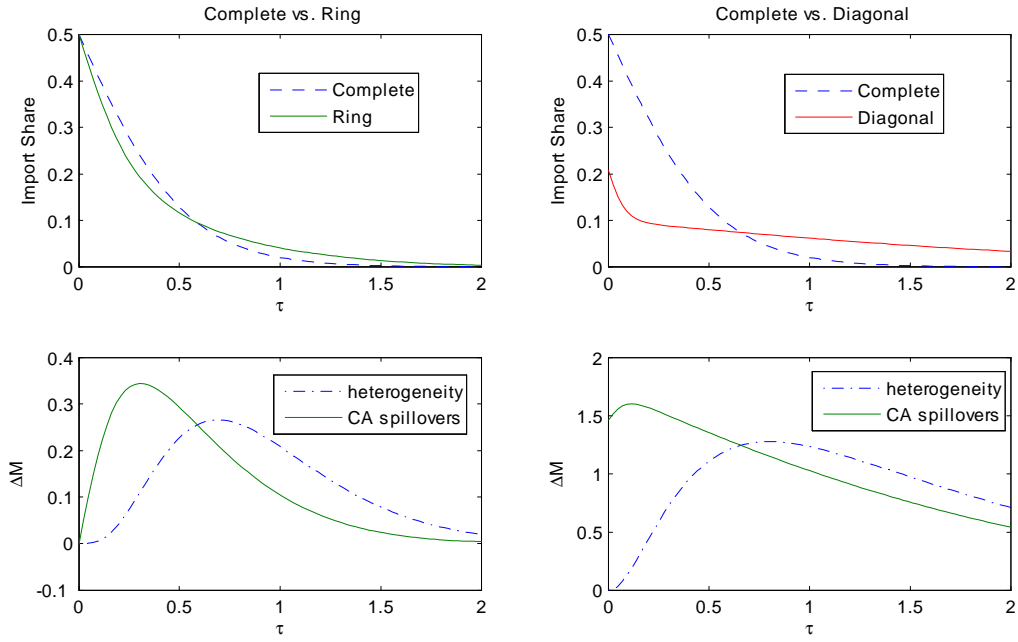 Complete vs. Ring
0.5
0.4
0.3
0.2
0.1
0
Import Share
Complete
Ring
0
0.5
1
1.5
2
τ
Complete vs. Diagonal
0.5
0.4
0.3
0.2
0.1
0
Import Share
Complete
Diagonal
0
0.5
1
1.5
2
τ
0.4
0.3
0.2
0.1
0
-0.1
ΔM
heterogeneity
CA spillovers
0
0.5
1
1.5
2
τ
2
1.5
1
0.5
0
ΔM
heterogeneity
CA spillovers
0
0.5
1
1.5
2
τ